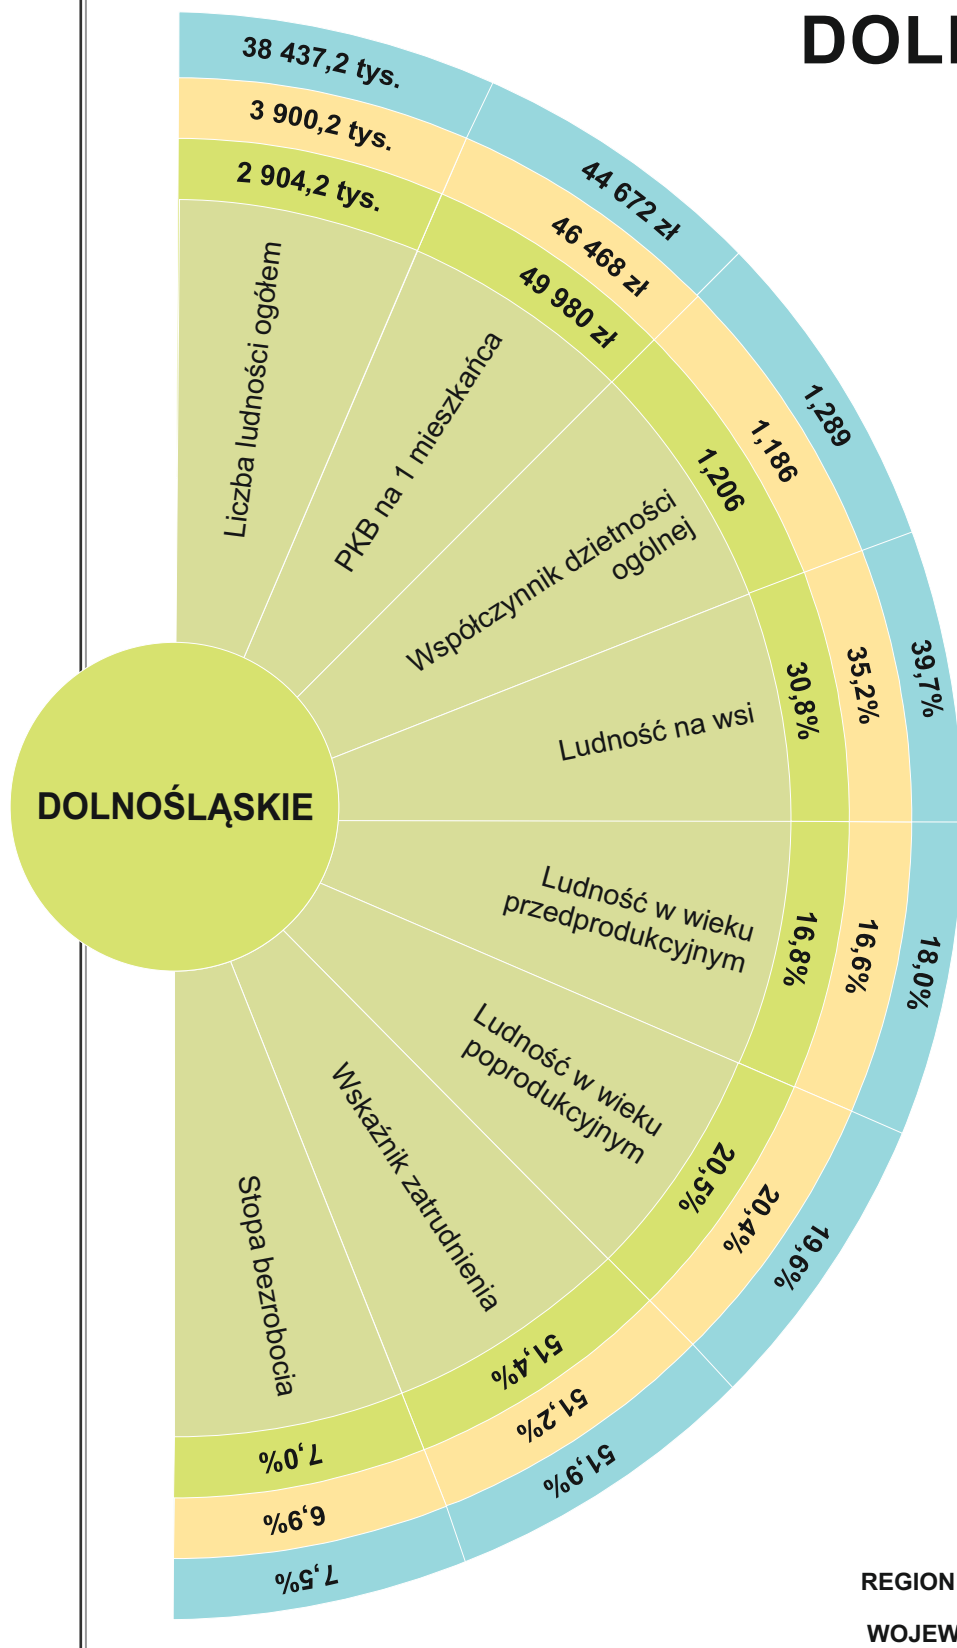 DOLN
38 437,2 tys.
3 900,2 tys.
2 904,2 tys.
Liczba ludności ogółem
44 672 zł
46 468 zł
49 980 zł
PKB na 1 mieszkańca
1,289
1,186
1,206
Współczynnik dzietności
ogólnej
39,7%
35,2%
30,8%
Ludność na wsi
DOLNOŚLĄSKIE
18,0%
16,6%
16,8%
Ludność w wieku
przedprodukcyjnym
19,6%
20,4%
20,5%
Ludność w wieku
poprodukcyjnym
51,9%
51,2%
51,4%
Wskaźnik zatrudnienia
7,5%
6,9%
7,0%
Stopa bezrobocia
REGION
WOJEW